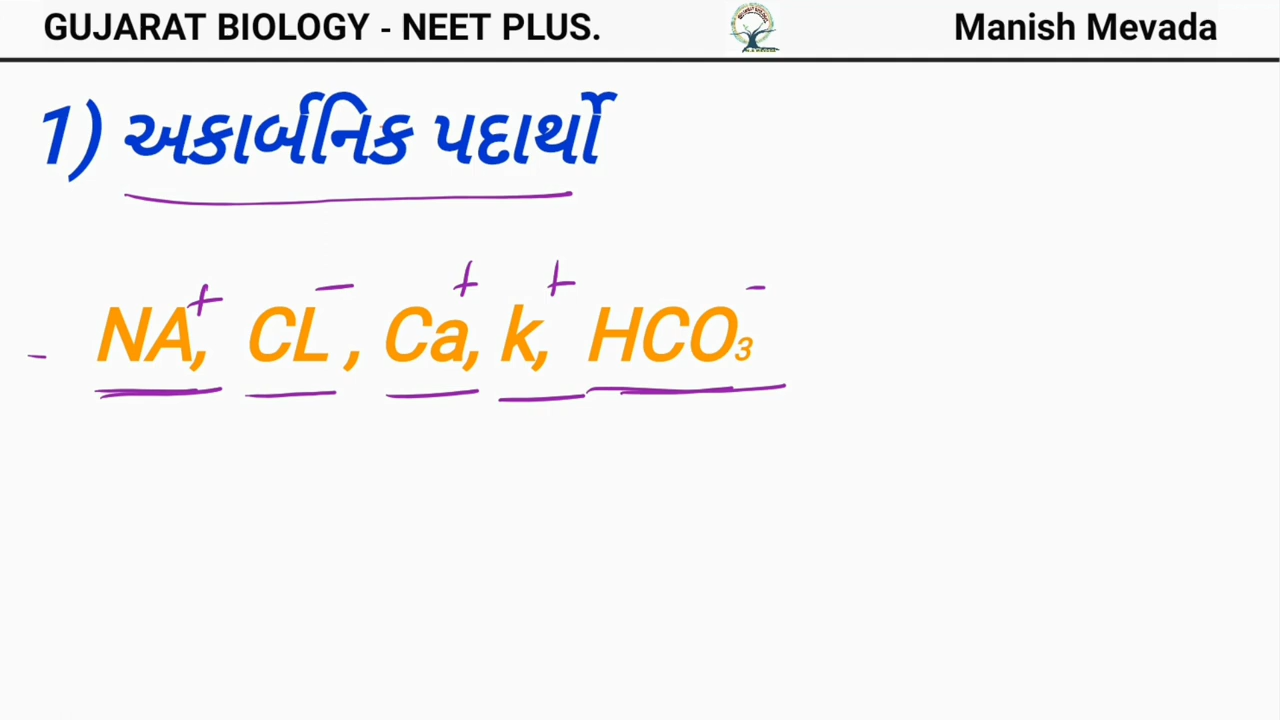 GUJARAT BIOLOGY - NEET PLUS. Manish Mevada
1) અકાર્બનિક પદાર્થો
- NA⁺, CL⁻, Ca⁺, k⁺, HCO₃⁻